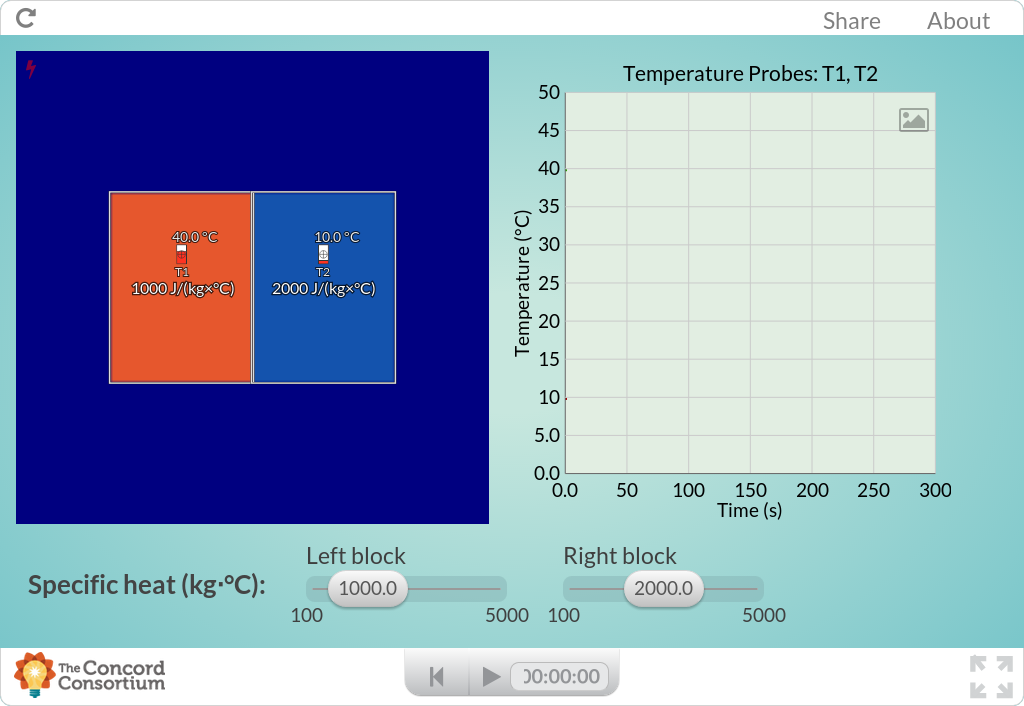 Share About
Temperature Probes: T1, T2
50
45
40
35
30
25
20
15
10
5.0
0.0
Temperature (°C)
0.0 50 100 150 200 250 300
Time (s)
40.0 °C
T1
1000 J/(kg×°C)
10.0 °C
T2
2000 J/(kg×°C)
Specific heat (kg·°C):
Left block
1000.0
100 5000
Right block
2000.0
100 5000
The Concord
Consortium
00:00:00